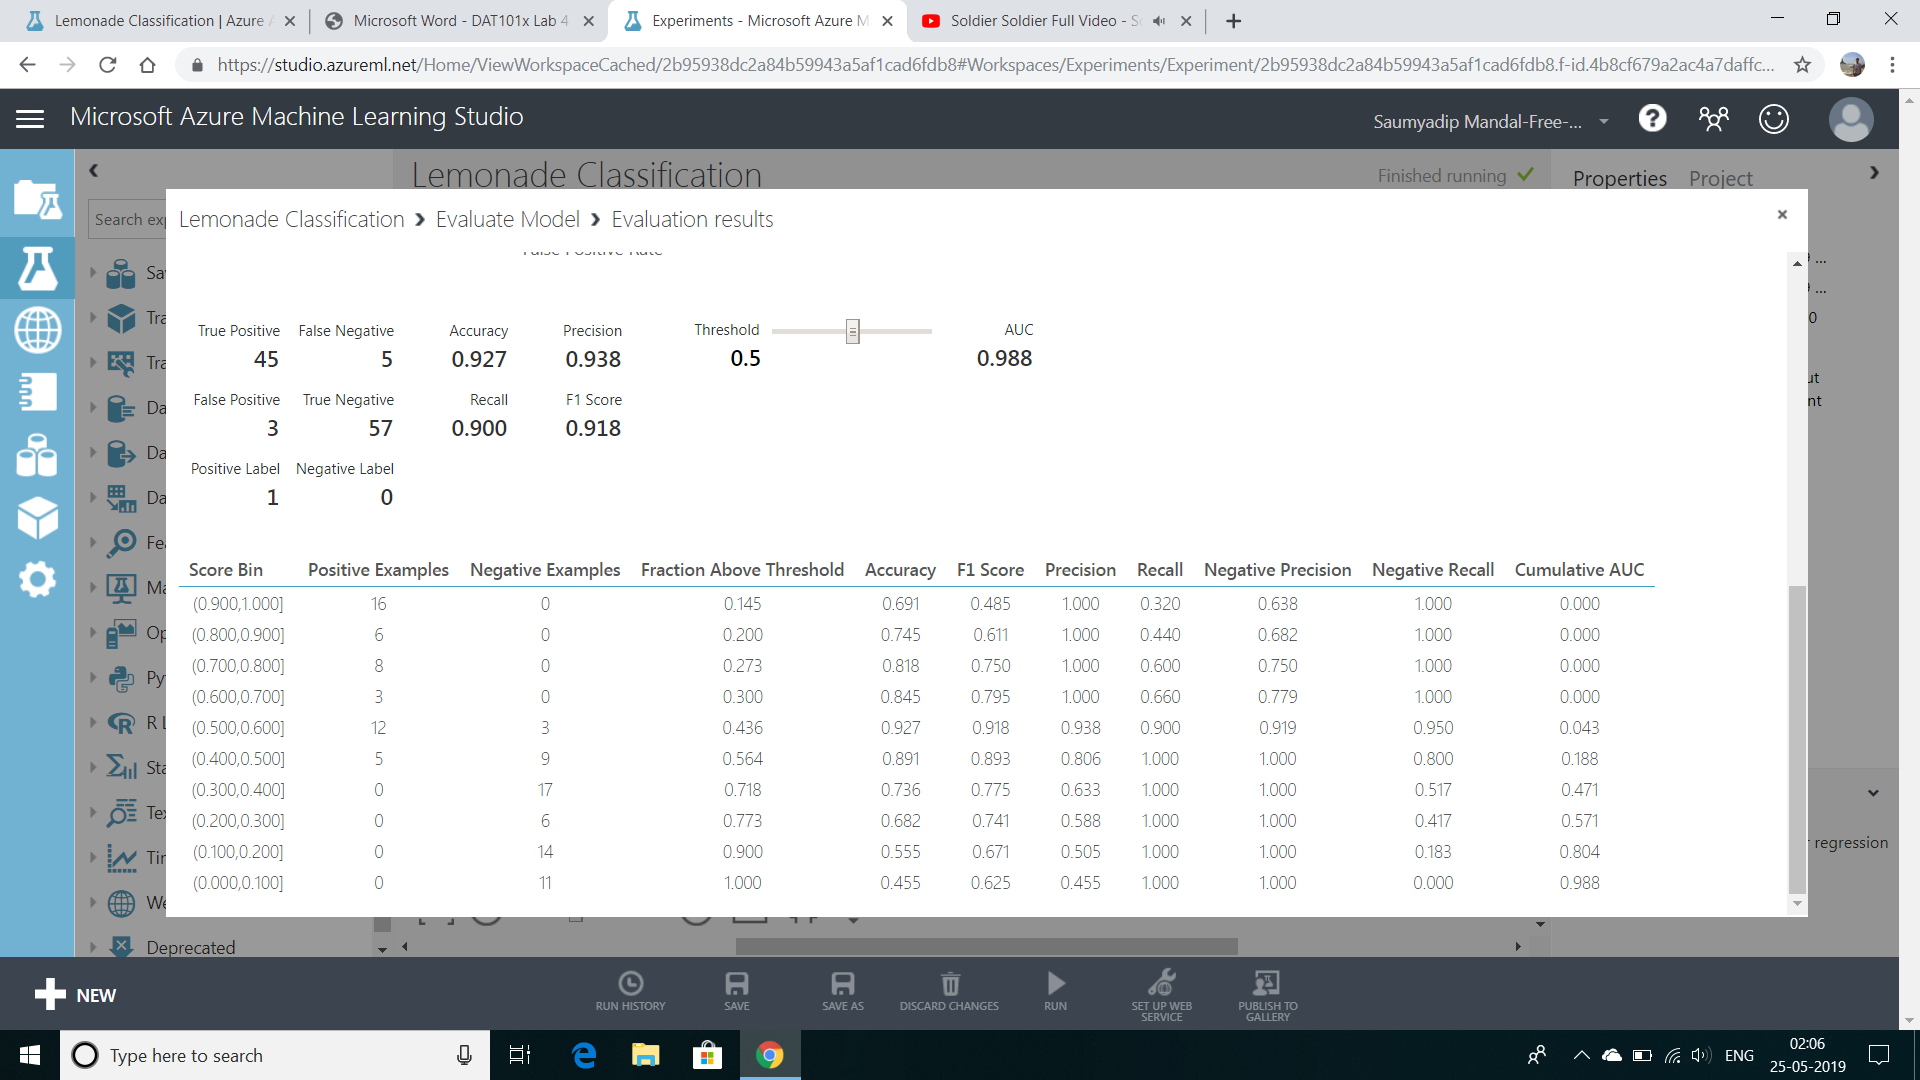 Lemonade Classification | Azure A
Microsoft Word - DAT101x Lab 4
Experiments - Microsoft Azure M
Soldier Soldier Full Video - S
https://studio.azureml.net/Home/ViewWorkspaceCached/2b95938dc2a84b59943a5af1cad6fdb8#Workspaces/Experiments/Experiment/2b95938dc2a84b59943a5af1cad6fdb8.f-id.4b8cf679a2ac4a7daffc...
Microsoft Azure Machine Learning Studio
Saumyadip Mandal-Free-...
Lemonade Classification
Finished running
Properties Project
Search exp
Lemonade Classification > Evaluate Model > Evaluation results
False Positive Rate
True Positive False Negative Accuracy Precision Threshold AUC
45 5 0.927 0.938 0.5 0.988
False Positive True Negative Recall F1 Score
3 57 0.900 0.918
Positive Label Negative Label
1 0
Score Bin Positive Examples Negative Examples Fraction Above Threshold Accuracy F1 Score Precision Recall Negative Precision Negative Recall Cumulative AUC
(0.900,1.000] 16 0 0.145 0.691 0.485 1.000 0.320 0.638 1.000 0.000
(0.800,0.900] 6 0 0.200 0.745 0.611 1.000 0.440 0.682 1.000 0.000
(0.700,0.800] 8 0 0.273 0.818 0.750 1.000 0.600 0.750 1.000 0.000
(0.600,0.700] 3 0 0.300 0.845 0.795 1.000 0.660 0.779 1.000 0.000
(0.500,0.600] 12 3 0.436 0.927 0.918 0.938 0.900 0.919 0.950 0.043
(0.400,0.500] 5 9 0.564 0.891 0.893 0.806 1.000 1.000 0.800 0.188
(0.300,0.400] 0 17 0.718 0.736 0.775 0.633 1.000 1.000 0.517 0.471
(0.200,0.300] 0 6 0.773 0.682 0.741 0.588 1.000 1.000 0.417 0.571
(0.100,0.200] 0 14 0.900 0.555 0.671 0.505 1.000 1.000 0.183 0.804
(0.000,0.100] 0 11 1.000 0.455 0.625 0.455 1.000 1.000 0.000 0.988
Sa
Tra
Tra
Da
Da
Da
Fea
Ma
Op
Py
R L
Sta
Tex
Tir
We
Deprecated
0
ut
nt
r regression
NEW
RUN HISTORY
SAVE
SAVE AS
DISCARD CHANGES
RUN
SET UP WEB
SERVICE
PUBLISH TO
GALLERY
Type here to search
ENG
02:06
25-05-2019